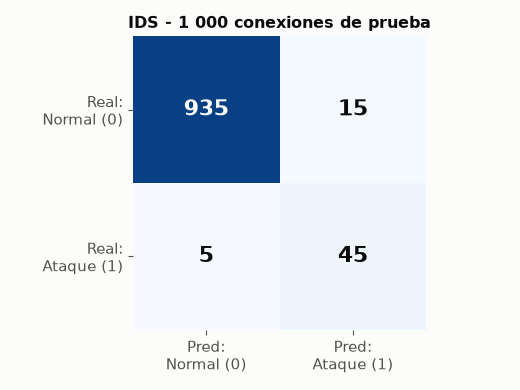 IDS - 1 000 conexiones de prueba
Real:
Normal (0)
935
15
Real:
Ataque (1)
5
45
Pred:
Normal (0)
Pred:
Ataque (1)